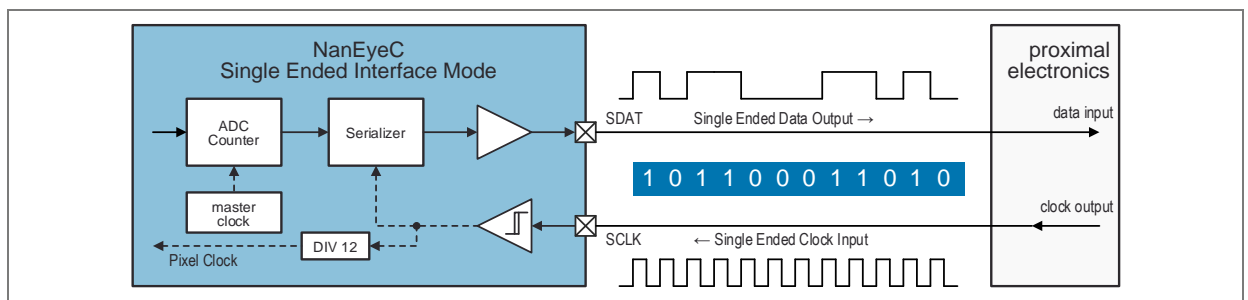 NanEyeC
Single Ended Interface Mode
proximal
electronics
ADC
Counter
Serializer
SDAT
Single Ended Data Output →
data input
1 0 1 1 0 0 0 1 1 0 1 0
master
clock
clock output
DIV 12
SCLK
← Single Ended Clock Input
Pixel Clock